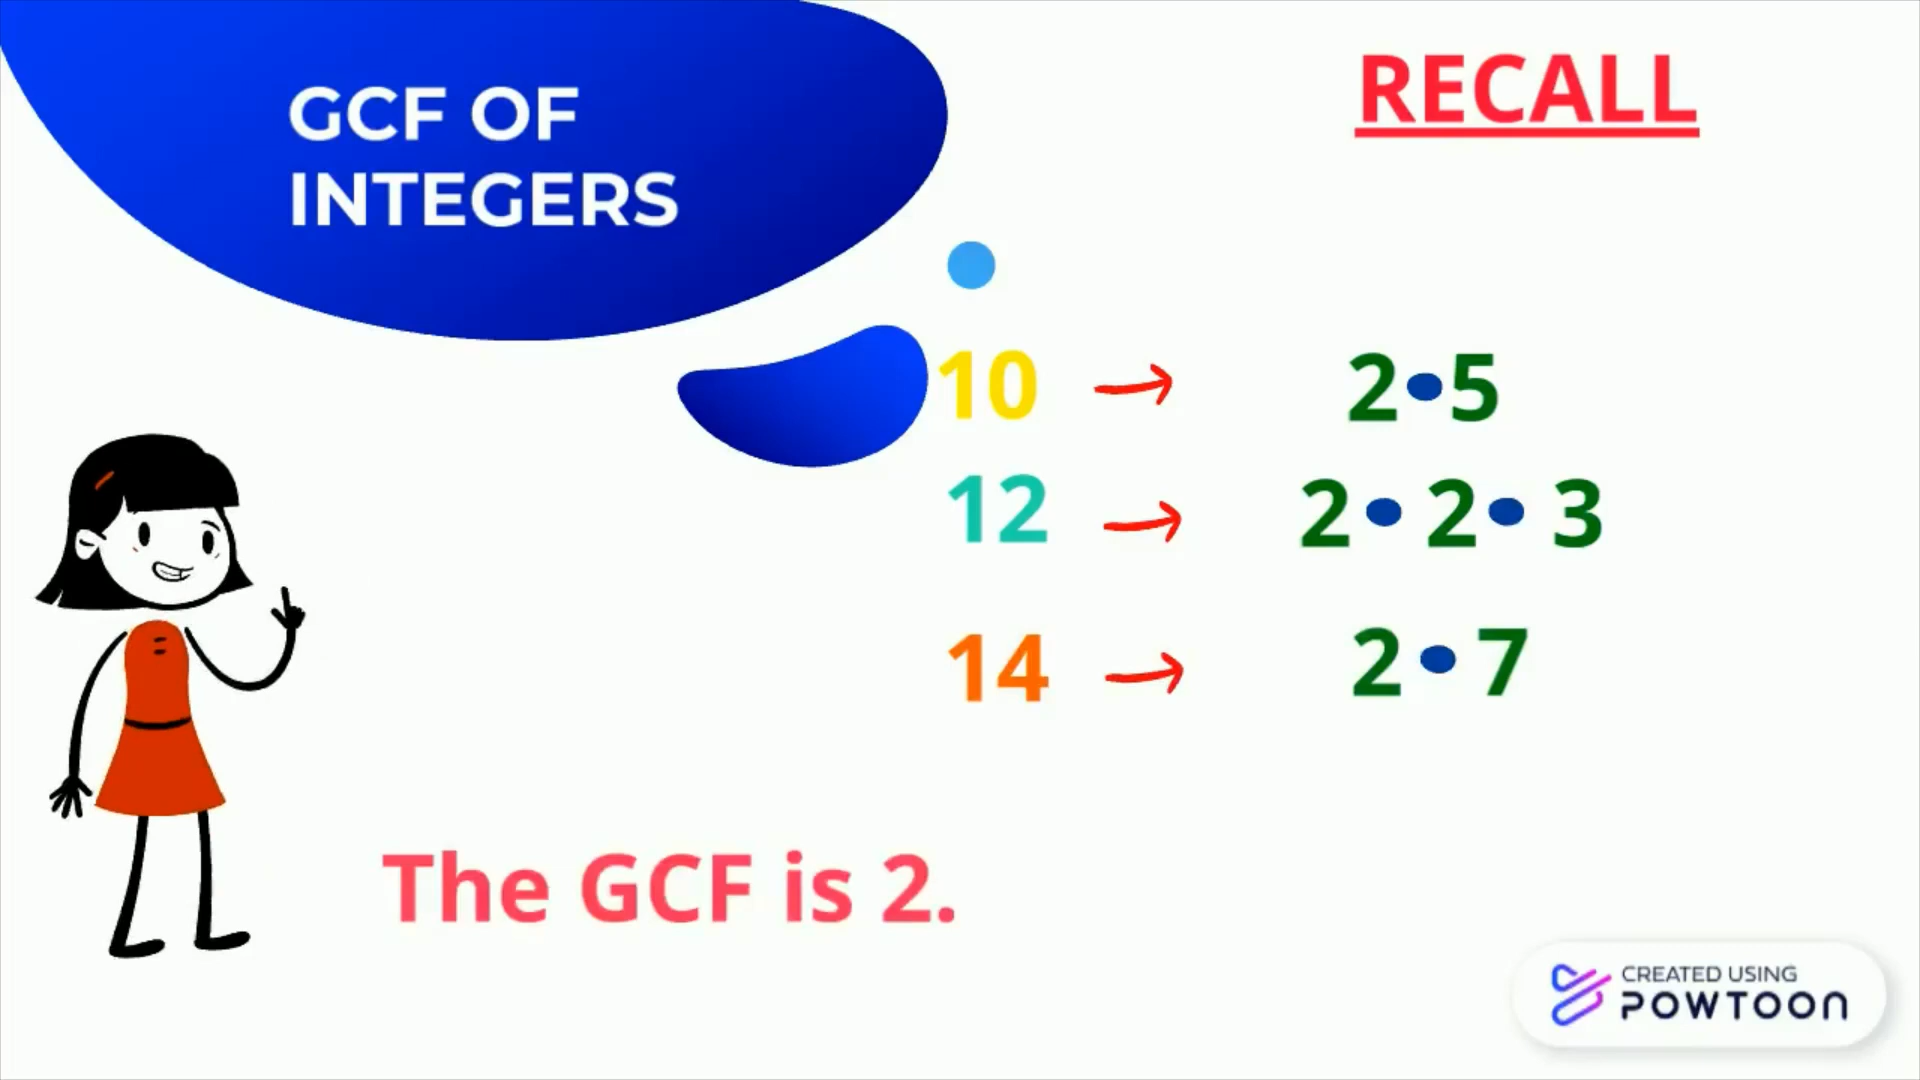 GCF OF
INTEGERS
RECALL
10 → 2•5
12 → 2•2•3
14 → 2•7
The GCF is 2.
CREATED USING
POWTOON